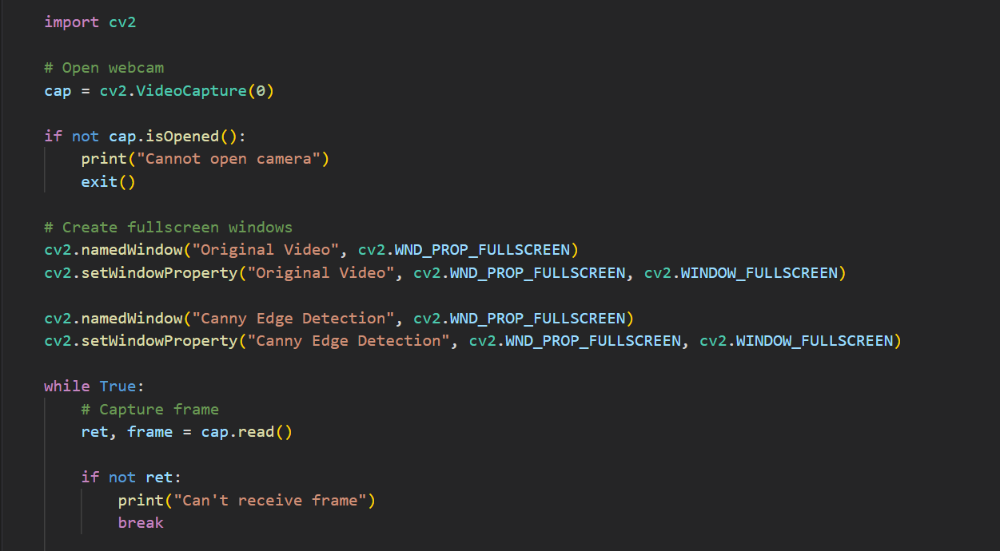 import cv2
# Open webcam
cap = cv2.VideoCapture(0)
if not cap.isOpened():
    print("Cannot open camera")
    exit()
# Create fullscreen windows
cv2.namedWindow("Original Video", cv2.WND_PROP_FULLSCREEN)
cv2.setWindowProperty("Original Video", cv2.WND_PROP_FULLSCREEN, cv2.WINDOW_FULLSCREEN)
cv2.namedWindow("Canny Edge Detection", cv2.WND_PROP_FULLSCREEN)
cv2.setWindowProperty("Canny Edge Detection", cv2.WND_PROP_FULLSCREEN, cv2.WINDOW_FULLSCREEN)
while True:
    # Capture frame
    ret, frame = cap.read()
    if not ret:
        print("Can't receive frame")
        break